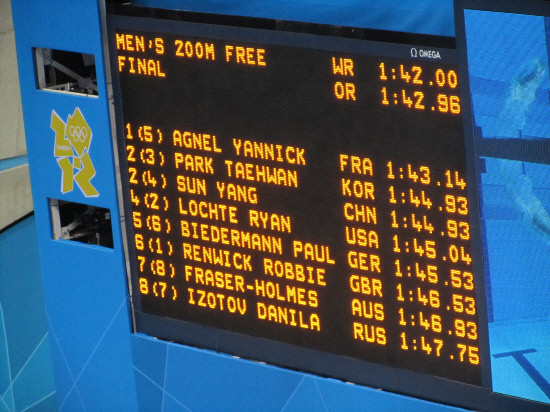 Ω OMEGA
MEN'S 200M FREE WR 1:42.00
FINAL OR 1:42.96
1(5) AGNEL YANNICK FRA 1:43.14
2(3) PARK TAEHWAN KOR 1:44.93
2(4) SUN YANG CHN 1:44.93
4(2) LOCHTE RYAN USA 1:45.04
5(6) BIEDERMANN PAUL GER 1:45.53
6(1) RENWICK ROBBIE GBR 1:46.53
7(8) FRASER-HOLMES AUS 1:46.93
8(7) IZOTOV DANILA RUS 1:47.75